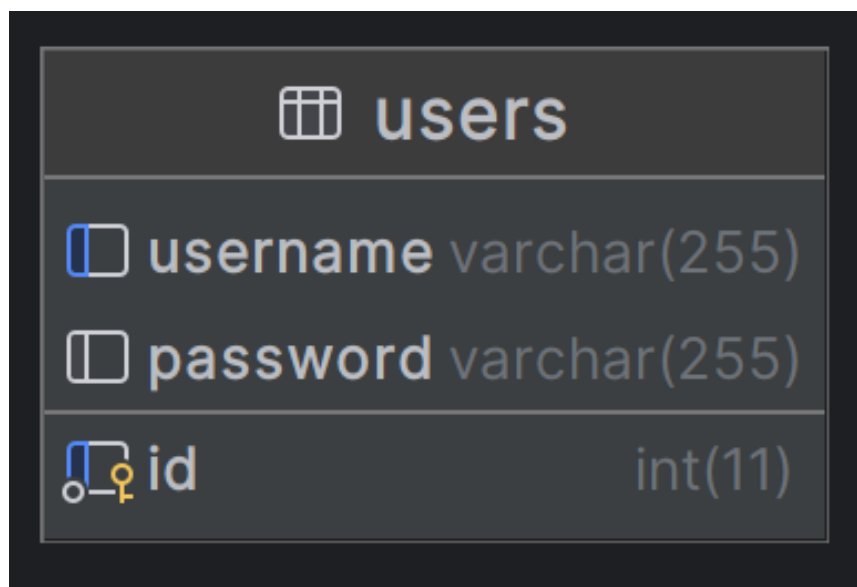 users
username varchar(255)
password varchar(255)
id int(11)